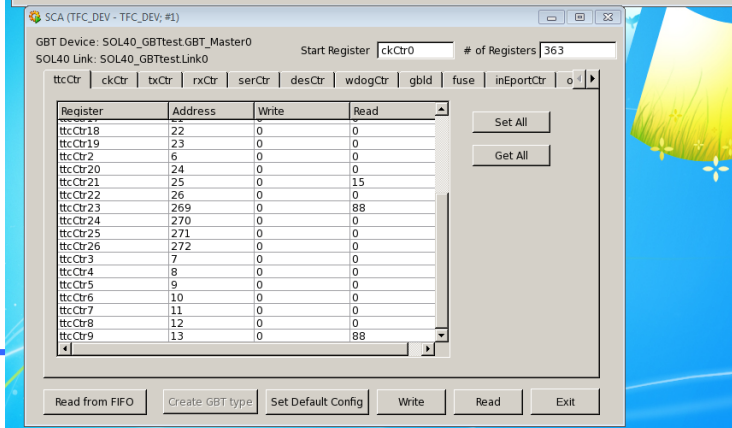 SCA (TFC_DEV - TFC_DEV; #1)
GBT Device: SOL40_GBTtest.GBT_Master0
SOL40 Link: SOL40_GBTtest.Link0
Start Register ckCtr0 # of Registers 363
ttcCtr ckCtr txCtr rxCtr serCtr desCtr wdogCtr gbld fuse inEportCtr o
Register Address Write Read
Set All
Get All
ttcCtr18 22 0 0
ttcCtr19 23 0 0
ttcCtr2 6 0 0
ttcCtr20 24 0 0
ttcCtr21 25 0 15
ttcCtr22 26 0 0
ttcCtr23 269 0 88
ttcCtr24 270 0 0
ttcCtr25 271 0 0
ttcCtr26 272 0 0
ttcCtr3 7 0 0
ttcCtr4 8 0 0
ttcCtr5 9 0 0
ttcCtr6 10 0 0
ttcCtr7 11 0 0
ttcCtr8 12 0 0
ttcCtr9 13 0 88
Read from FIFO Create GBT type Set Default Config Write Read Exit